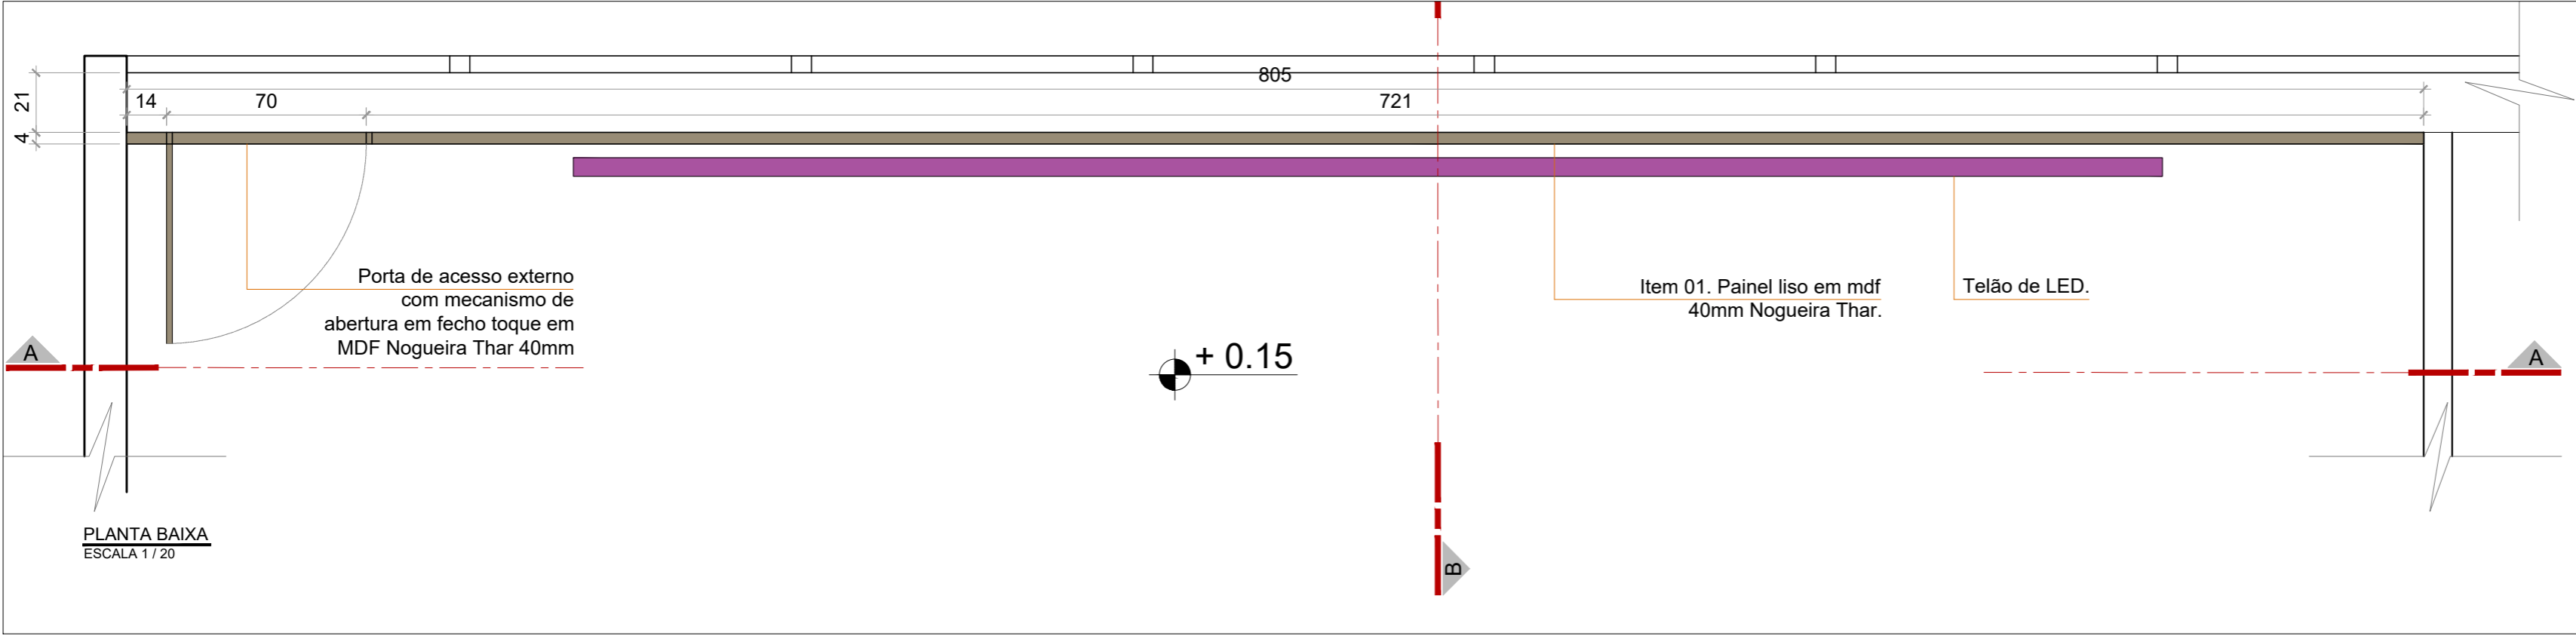 805
14
70
721
21
4
Porta de acesso externo
com mecanismo de
abertura em fecho toque em
MDF Nogueira Thar 40mm
Item 01. Painel liso em mdf
40mm Nogueira Thar.
Telão de LED.
+ 0.15
A
A
B
PLANTA BAIXA
ESCALA 1 / 20